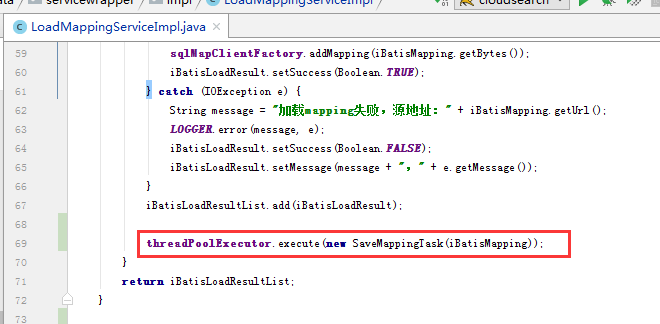 servicewrapper impl LoadMappingServiceImpl cloudsearch
LoadMappingServiceImpl.java ×
59 sqlMapClientFactory.addMapping(iBatisMapping.getBytes());
60 iBatisLoadResult.setSuccess(Boolean.TRUE);
61 } catch (IOException e) {
62 String message = "加载mapping失败，源地址：" + iBatisMapping.getUrl();
63 LOGGER.error(message, e);
64 iBatisLoadResult.setSuccess(Boolean.FALSE);
65 iBatisLoadResult.setMessage(message + "，" + e.getMessage());
66 }
67 iBatisLoadResultList.add(iBatisLoadResult);
68
69 threadPoolExecutor.execute(new SaveMappingTask(iBatisMapping));
70 }
71 return iBatisLoadResultList;
72 }
73